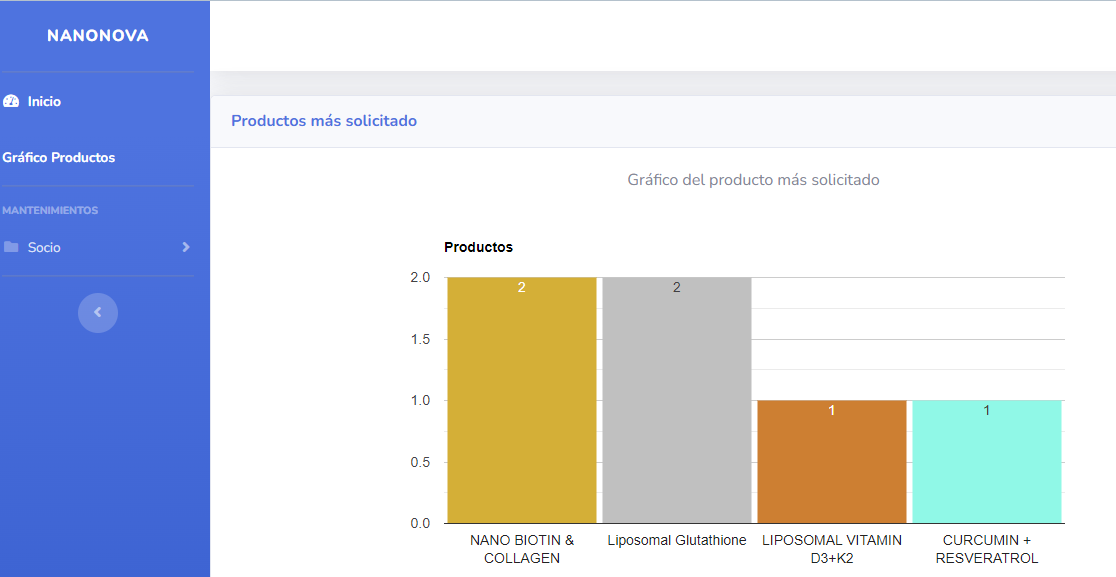 NANONOVA
Inicio
Gráfico Productos
MANTENIMIENTOS
Socio
Productos más solicitado
Gráfico del producto más solicitado
Productos
2.0
1.5
1.0
0.5
0.0
2
2
1
1
NANO BIOTIN &
COLLAGEN
Liposomal Glutathione
LIPOSOMAL VITAMIN
D3+K2
CURCUMIN +
RESVERATROL